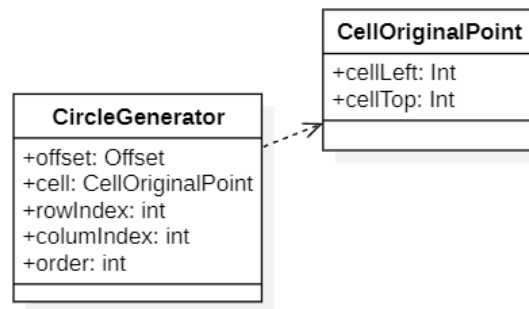 CellOriginalPoint
+cellLeft: Int
+cellTop: Int
CircleGenerator
+offset: Offset
+cell: CellOriginalPoint
+rowIndex: int
+columIndex: int
+order: int